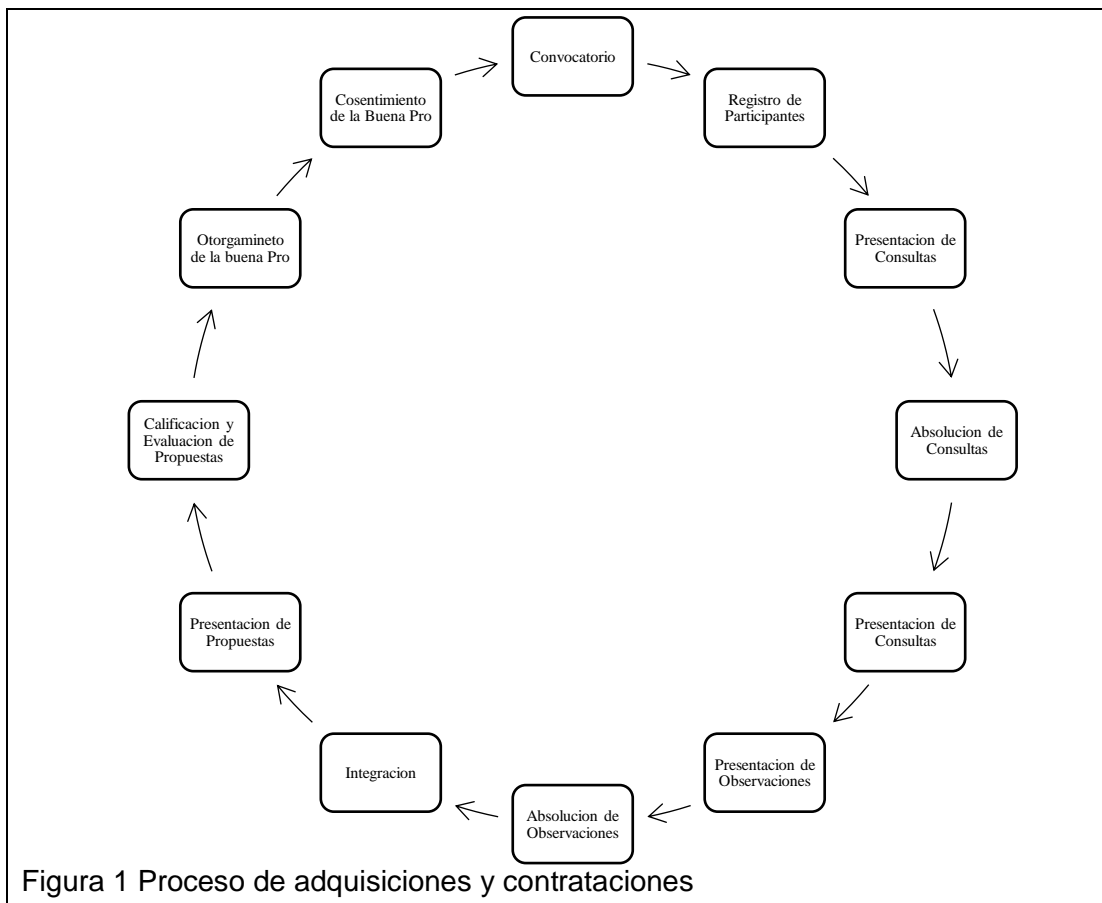 Convocatorio
Registro de
Participantes
Presentacion de
Consultas
Absolucion de
Consultas
Presentacion de
Consultas
Presentacion de
Observaciones
Absolucion de
Observaciones
Integracion
Presentacion de
Propuestas
Calificacion y
Evaluacion de
Propuestas
Otorgamineto
de la buena Pro
Cosentimiento
de la Buena Pro
Figura 1 Proceso de adquisiciones y contrataciones